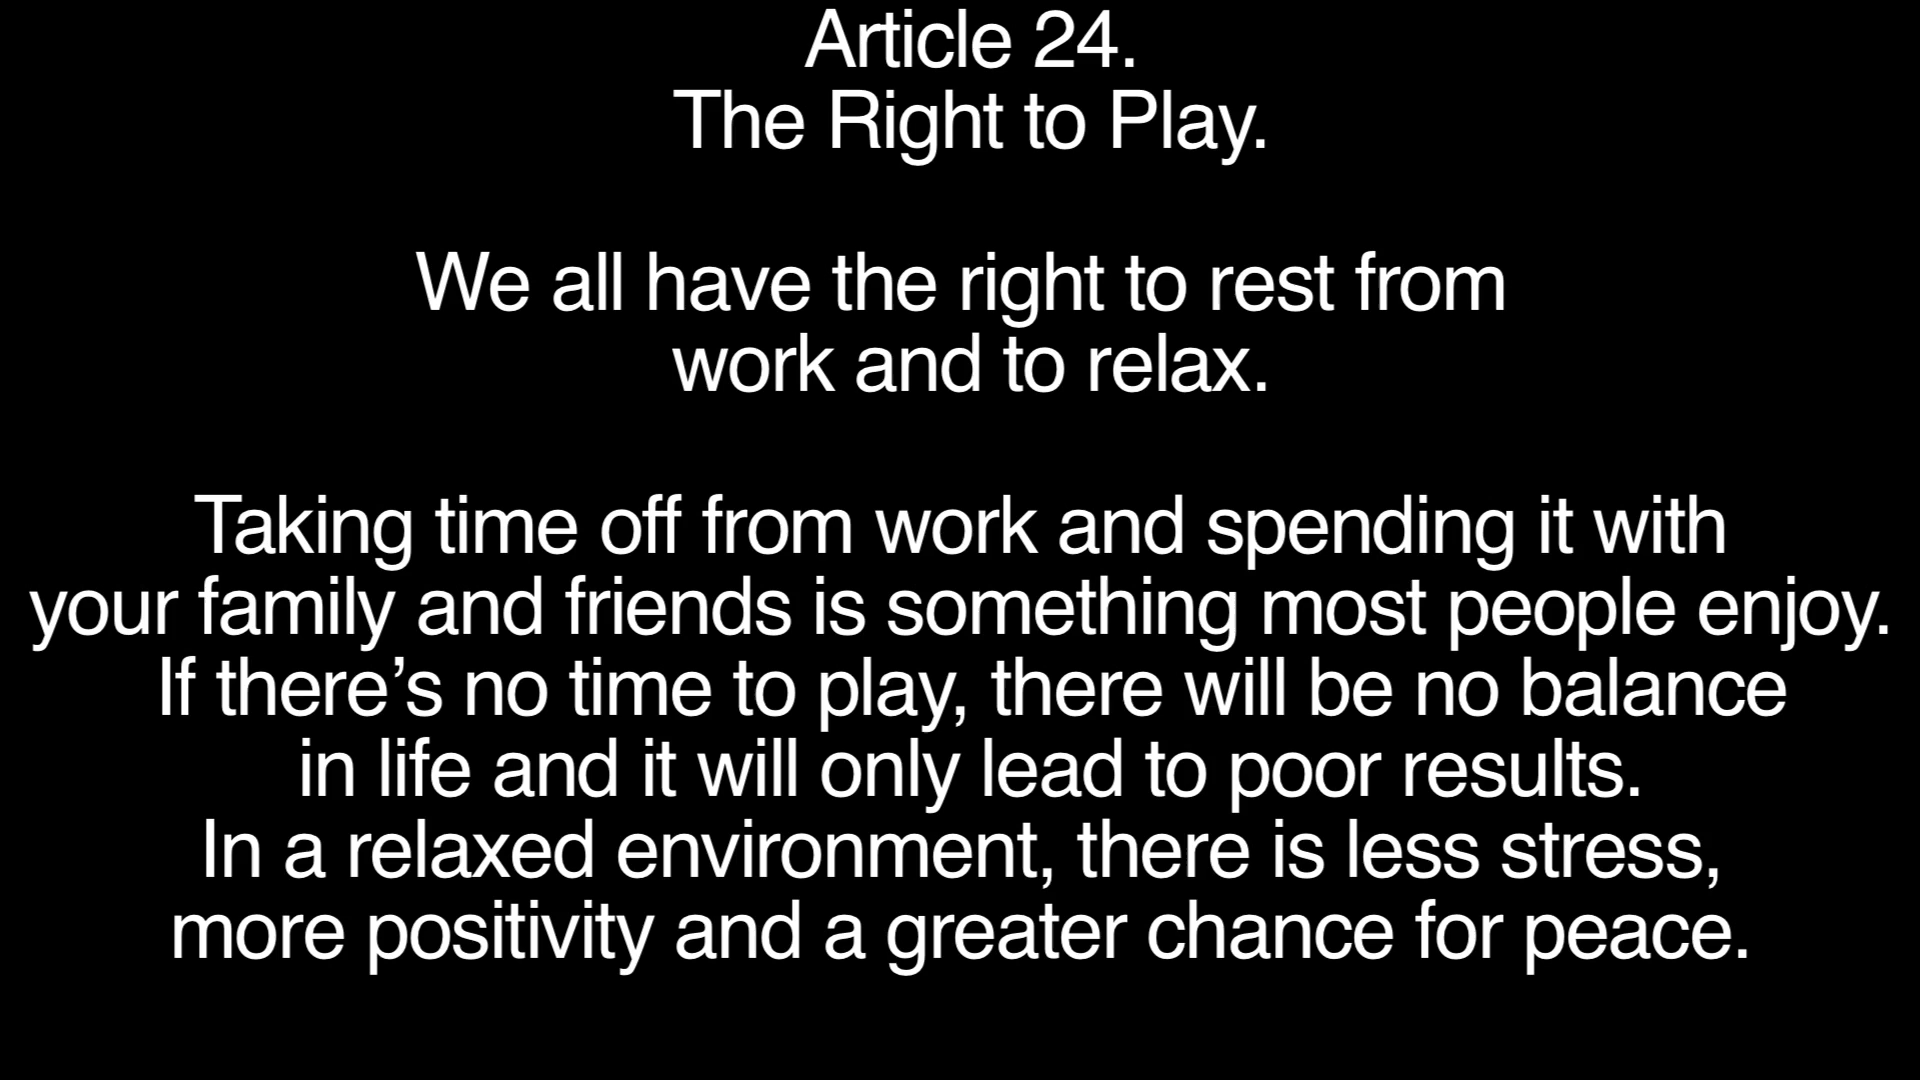 Article 24.
The Right to Play.
We all have the right to rest from
work and to relax.
Taking time off from work and spending it with
your family and friends is something most people enjoy.
If there’s no time to play, there will be no balance
in life and it will only lead to poor results.
In a relaxed environment, there is less stress,
more positivity and a greater chance for peace.